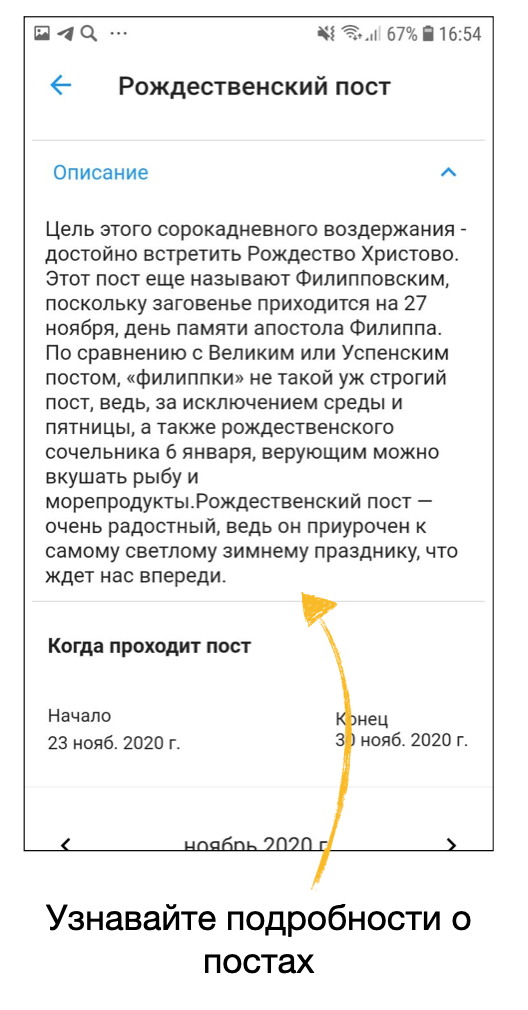 67% 16:54
Рождественский пост
Описание
Цель этого сорокадневного воздержания -
достойно встретить Рождество Христово.
Этот пост еще называют Филипповским,
поскольку заговенье приходится на 27
ноября, день памяти апостола Филиппа.
По сравнению с Великим или Успенским
постом, «филиппки» не такой уж строгий
пост, ведь, за исключением среды и
пятницы, а также рождественского
сочельника 6 января, верующим можно
вкушать рыбу и
морепродукты.Рождественский пост —
очень радостный, ведь он приурочен к
самому светлому зимнему празднику, что
ждет нас впереди.
Когда проходит пост
Начало
Конец
23 нояб. 2020 г.
30 нояб. 2020 г.
ноябрь 2020 г.
Узнавайте подробности о
постах